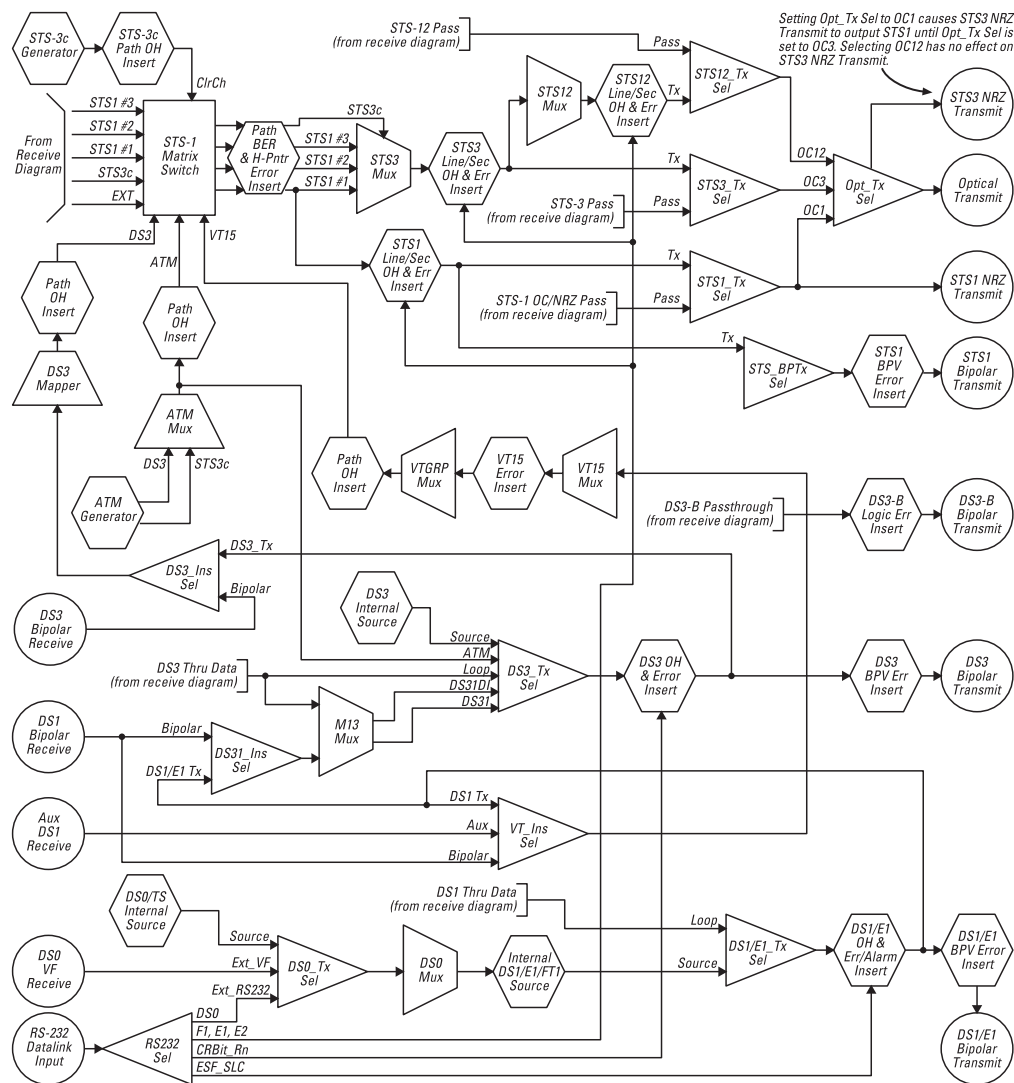 STS-3c
Generator
STS-3c
Path OH
Insert
ClrCh
STS-12 Pass
(from receive diagram)
Pass
STS12_Tx
Sel
Setting Opt_Tx Sel to OC1 causes STS3 NRZ
Transmit to output STS1 until Opt_Tx Sel is
set to OC3. Selecting OC12 has no effect on
STS3 NRZ Transmit.
STS3 NRZ
Transmit
From
Receive
Diagram
STS1 #3
STS1 #2
STS1 #1
STS3c
EXT
STS-1
Matrix
Switch
Path
BER
& H-Pntr
Error
Insert
STS3c
STS1 #3
STS1 #2
STS1 #1
STS3
Mux
STS3
Line/Sec
OH & Err
Insert
STS12
Mux
STS12
Line/Sec
OH & Err
Insert
Tx
OC12
OC3
OC1
Opt_Tx
Sel
Optical
Transmit
Tx
STS-3 Pass
(from receive diagram)
Pass
STS3_Tx
Sel
DS3
ATM
VT15
STS1
Line/Sec
OH & Err
Insert
Tx
STS-1 OC/NRZ Pass
(from receive diagram)
Pass
STS1_Tx
Sel
STS1 NRZ
Transmit
Path
OH
Insert
Path
OH
Insert
Tx
STS_BPTx
Sel
STS1
BPV
Error
Insert
STS1
Bipolar
Transmit
DS3
Mapper
ATM
Mux
DS3
STS3c
ATM
Generator
Path
OH
Insert
VTGRP
Mux
VT15
Error
Insert
VT15
Mux
DS3-B Passthrough
(from receive diagram)
DS3-B
Logic Err
Insert
DS3-B
Bipolar
Transmit
DS3_Tx
DS3_Ins
Sel
Bipolar
DS3
Bipolar
Receive
DS3
Internal
Source
Source
ATM
Loop
DS31DI
DS31
DS3_Tx
Sel
DS3 Thru Data
(from receive diagram)
M13
Mux
DS3 OH
& Error
Insert
DS3
BPV Err
Insert
DS3
Bipolar
Transmit
DS1
Bipolar
Receive
Bipolar
DS1/E1 Tx
DS31_Ins
Sel
DS1 Tx
Aux
Bipolar
VT_Ins
Sel
Aux
DS1
Receive
DS0/TS
Internal
Source
DS1 Thru Data
(from receive diagram)
Loop
Source
DS1/E1_Tx
Sel
DS1/E1
OH &
Err/Alarm
Insert
DS1/E1
BPV Error
Insert
DS0
VF
Receive
Source
Ext_VF
Ext_RS232
DS0_Tx
Sel
DS0
Mux
Internal
DS1/E1/FT1
Source
RS-232
Datalink
Input
RS232
Sel
DS0
F1, E1, E2
CRBit_Rn
ESF_SLC
DS1/E1
Bipolar
Transmit